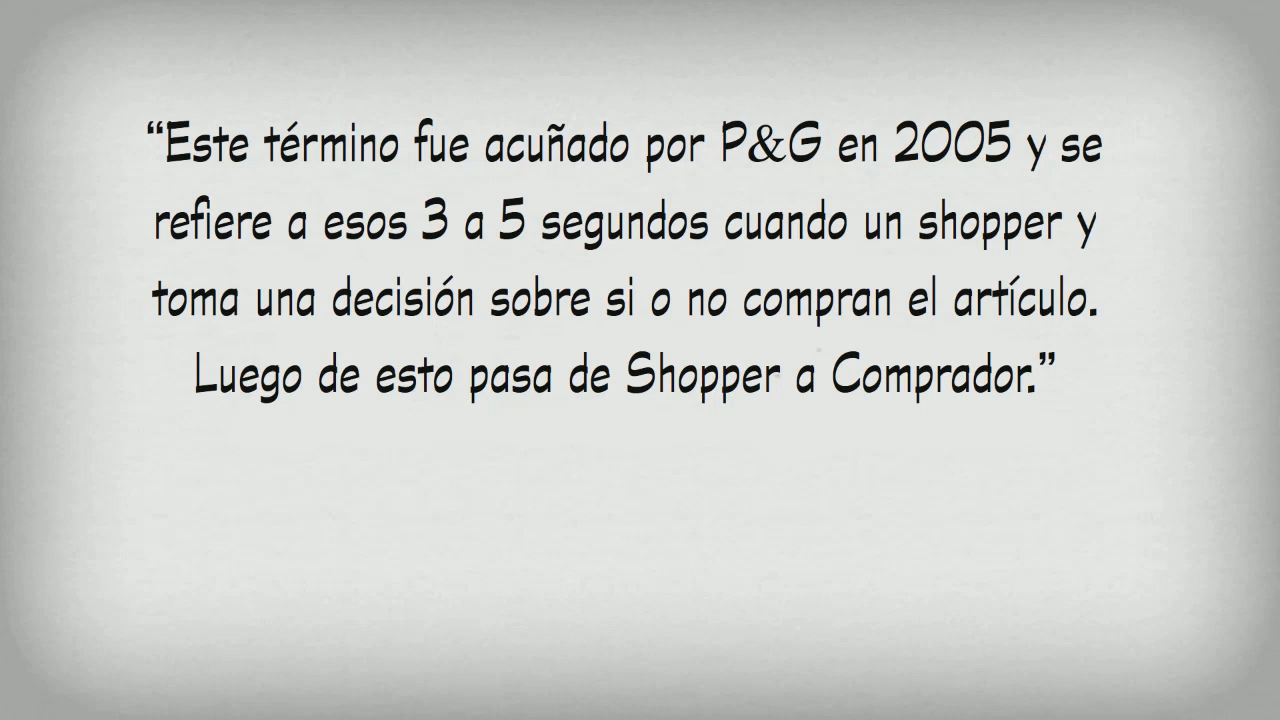 “Este término fue acuñado por P&G en 2005 y se
refiere a esos 3 a 5 segundos cuando un shopper y
toma una decisión sobre si o no compran el artículo.
Luego de esto pasa de Shopper a Comprador.”